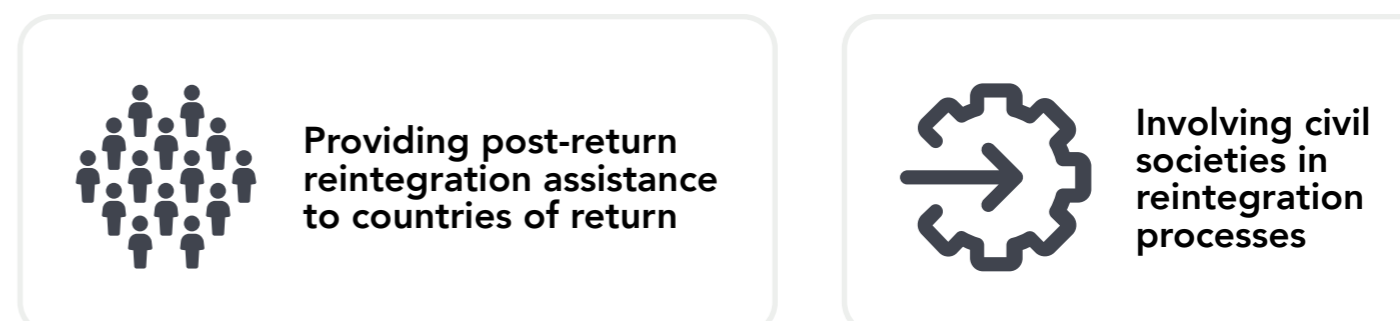 Providing post-return
reintegration assistance
to countries of return
Involving civil
societies in
reintegration
processes